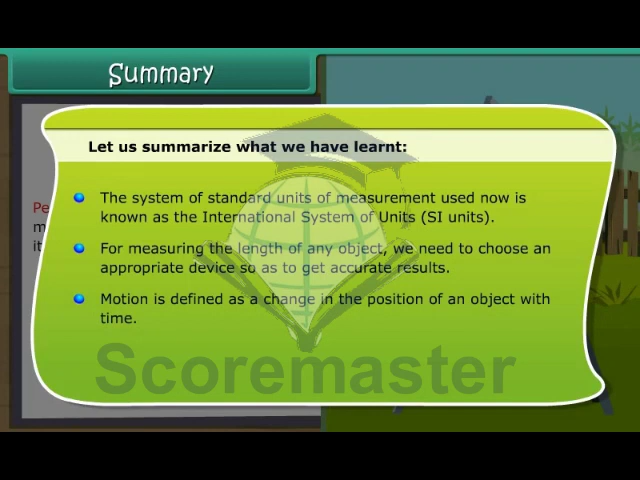 Summary
Let us summarize what we have learnt:
The system of standard units of measurement used now is
known as the International System of Units (SI units).
For measuring the length of any object, we need to choose an
appropriate device so as to get accurate results.
Motion is defined as a change in the position of an object with
time.
Scoremaster